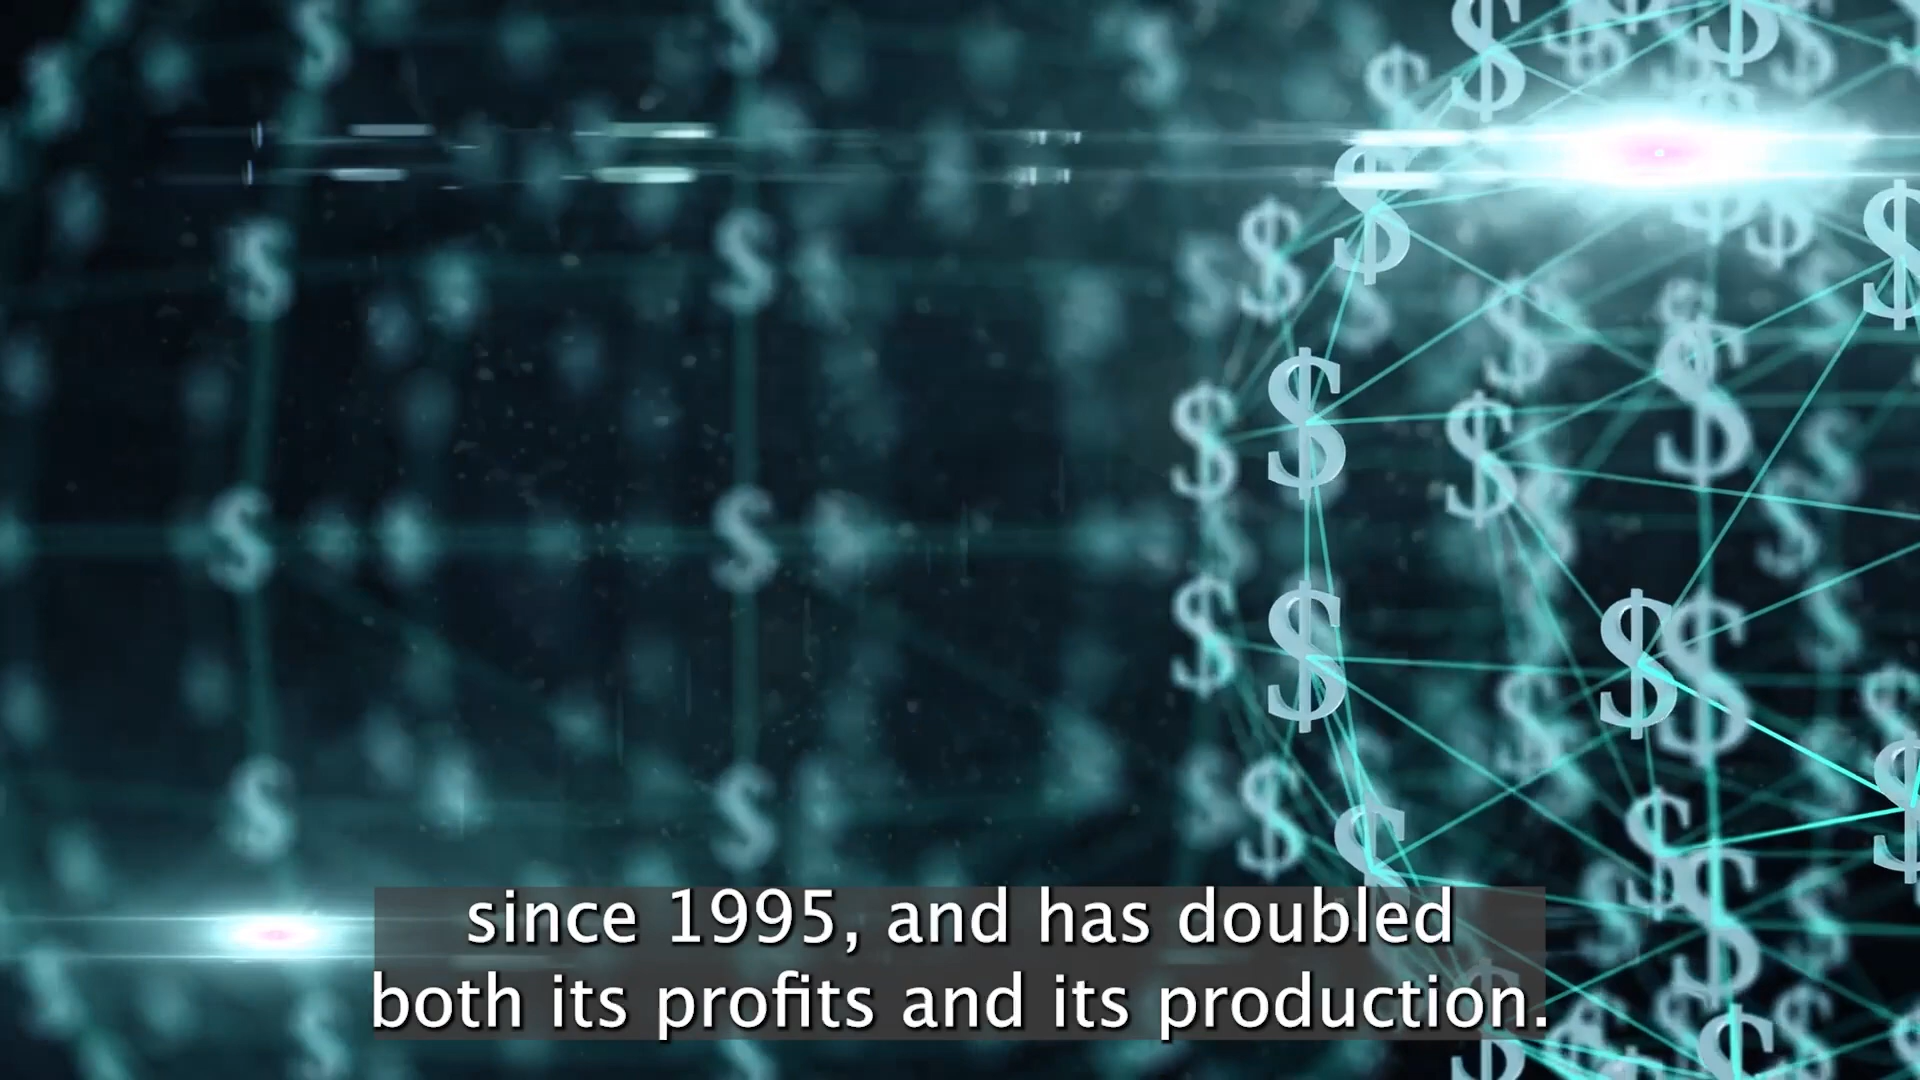 since 1995, and has doubled
both its profits and its production.